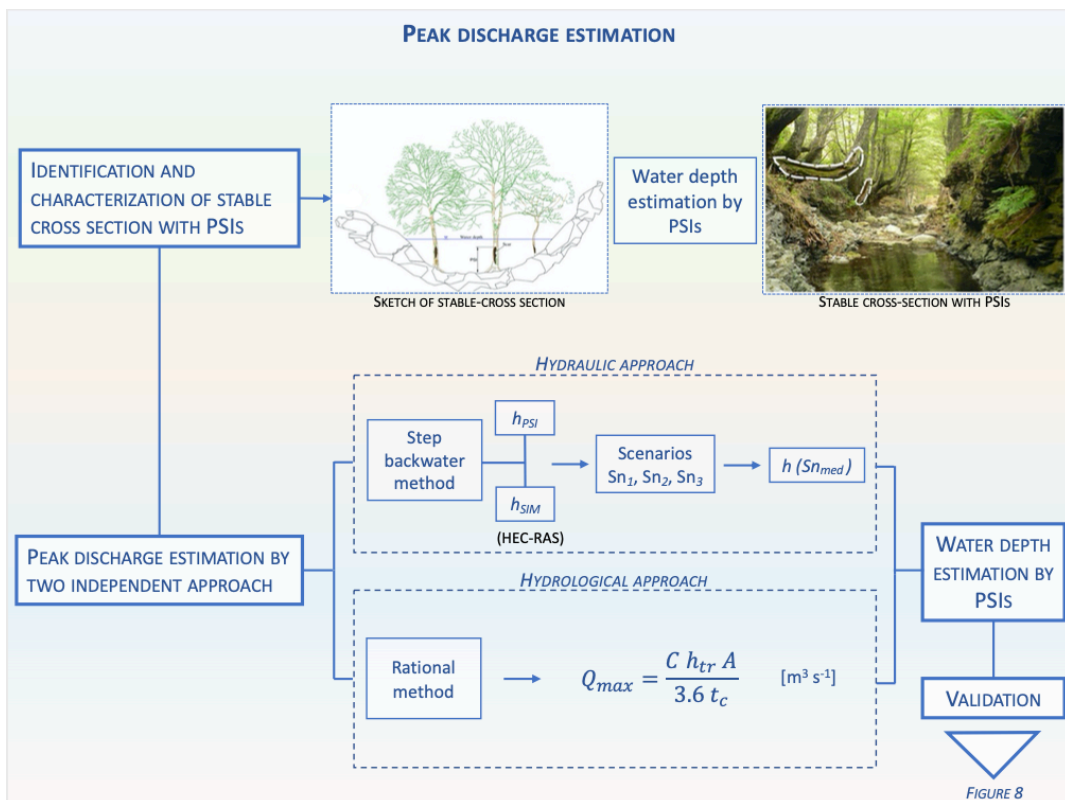 PEAK DISCHARGE ESTIMATION
IDENTIFICATION AND
CHARACTERIZATION OF STABLE
CROSS SECTION WITH PSIs
Water depth
SKETCH OF STABLE-CROSS SECTION
Water depth
estimation by
PSIs
STABLE CROSS-SECTION WITH PSIs
HYDRAULIC APPROACH
Step
backwater
method
hPSI
hSIM
(HEC-RAS)
Scenarios
Sn1, Sn2, Sn3
h (Snmed)
PEAK DISCHARGE ESTIMATION BY
TWO INDEPENDENT APPROACH
HYDROLOGICAL APPROACH
Rational
method
Qmax = C htr A / 3.6 tc [m³ s⁻¹]
WATER DEPTH
ESTIMATION BY
PSIs
VALIDATION
FIGURE 8